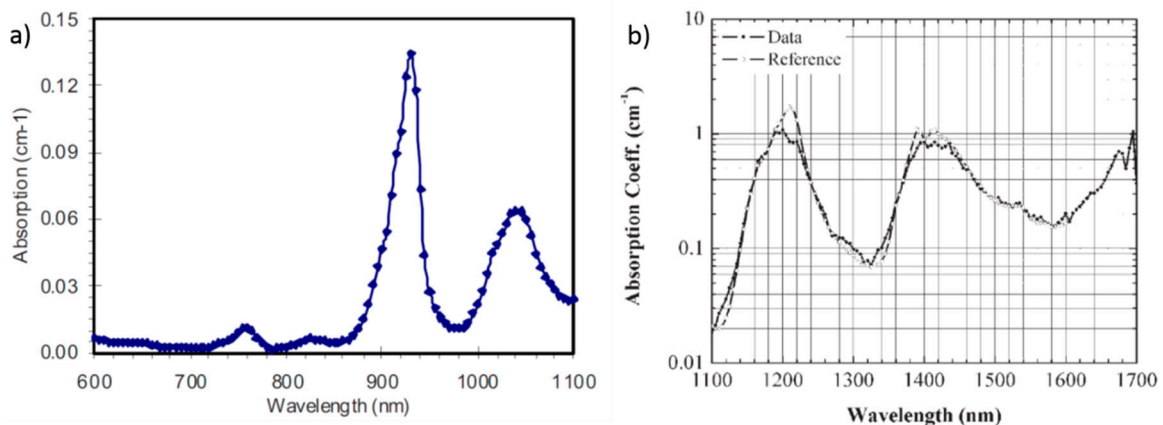 a)
0.15
0.12
0.09
0.06
0.03
0.00
Absorption (cm-1)
600 700 800 900 1000 1100
Wavelength (nm)
b)
10
1
0.1
0.01
Absorption Coeff. (cm⁻¹)
Data
Reference
1100 1200 1300 1400 1500 1600 1700
Wavelength (nm)